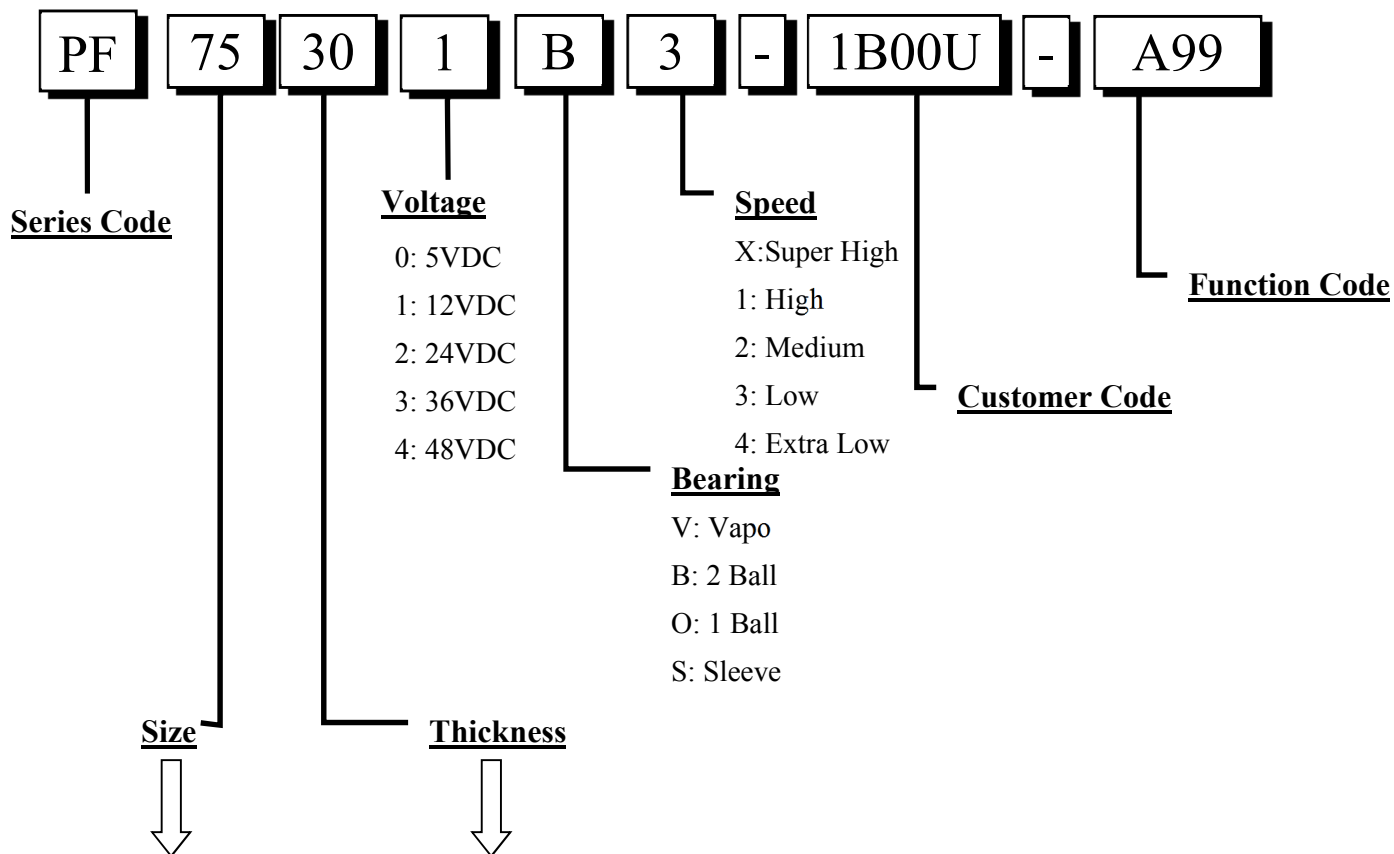 PF 75 30 1 B 3 - 1B00U - A99
Series Code
Voltage
0: 5VDC
1: 12VDC
2: 24VDC
3: 36VDC
4: 48VDC
Speed
X:Super High
1: High
2: Medium
3: Low
4: Extra Low
Function Code
Customer Code
Bearing
V: Vapo
B: 2 Ball
O: 1 Ball
S: Sleeve
Size
Thickness